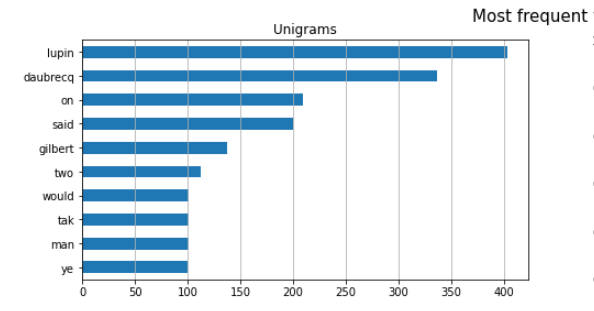 Most frequent
Unigrams
lupin
daubrecq
on
said
gilbert
two
would
tak
man
ye
0 50 100 150 200 250 300 350 400